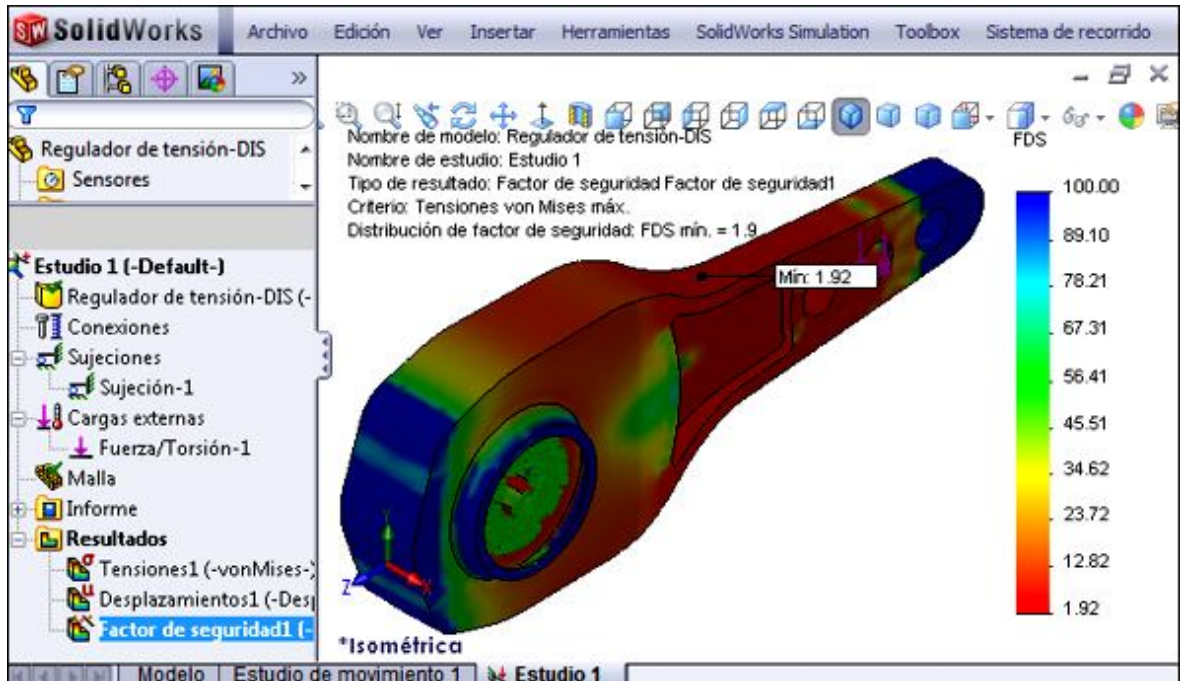 SolidWorks Archivo Edición Ver Insertar Herramientas SolidWorks Simulation Toolbox Sistema de recorrido
Regulador de tensión-DIS
Sensores
Estudio 1 (-Default-)
Regulador de tensión-DIS (-
Conexiones
Sujeciones
Sujeción-1
Cargas externas
Fuerza/Torsión-1
Malla
Informe
Resultados
Tensiones1 (-vonMises-)
Desplazamientos1 (-Desp
Factor de seguridad1 (-
Nombre de modelo: Regulador de tensión-DIS
Nombre de estudio: Estudio 1
Tipo de resultado: Factor de seguridad Factor de seguridad1
Criterio: Tensiones von Mises máx.
Distribución de factor de seguridad: FDS mín. = 1.9
Mín: 1.92
FDS
100.00
89.10
78.21
67.31
56.41
45.51
34.62
23.72
12.82
1.92
Y
Z
X
*Isométrica
Modelo Estudio de movimiento 1 Estudio 1